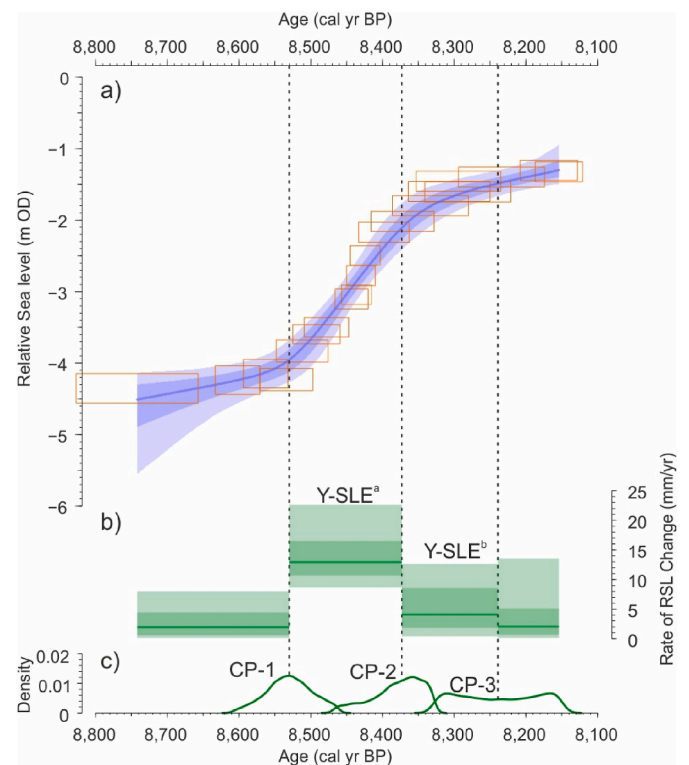 Age (cal yr BP)
8,800 8,700 8,600 8,500 8,400 8,300 8,200 8,100
a)
0
−1
−2
−3
−4
−5
−6
Relative Sea level (m OD)
b)
Y-SLEᵃ
Y-SLEᵇ
25
20
15
10
5
0
Rate of RSL Change (mm/yr)
c)
0.02
0.01
0
Density
CP-1
CP-2
CP-3
8,800 8,700 8,600 8,500 8,400 8,300 8,200 8,100
Age (cal yr BP)